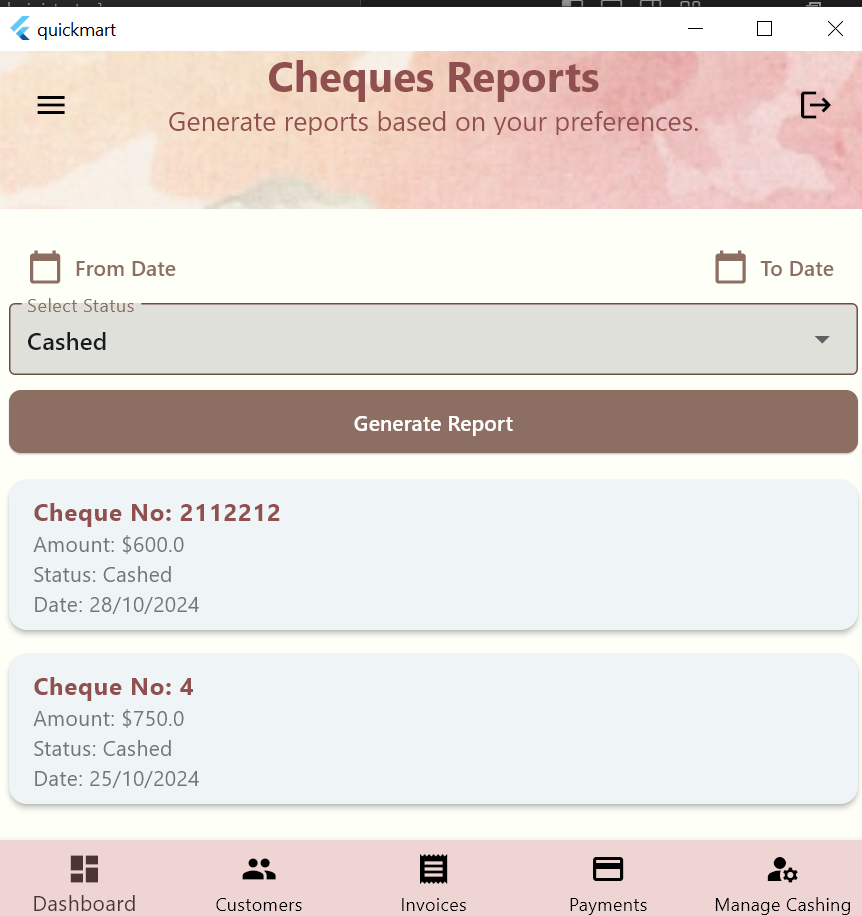 quickmart
Cheques Reports
Generate reports based on your preferences.
From Date To Date
Select Status
Cashed
Generate Report
Cheque No: 2112212
Amount: $600.0
Status: Cashed
Date: 28/10/2024
Cheque No: 4
Amount: $750.0
Status: Cashed
Date: 25/10/2024
Dashboard Customers Invoices Payments Manage Cashing